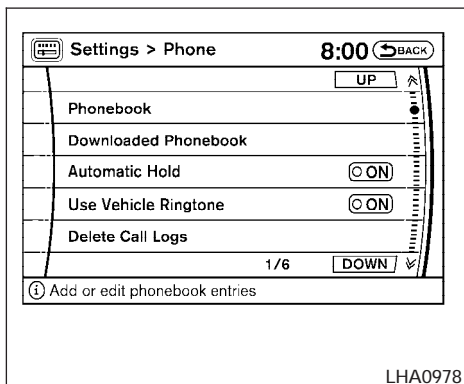 Settings > Phone 8:00 BACK
UP
Phonebook
Downloaded Phonebook
Automatic Hold ON
Use Vehicle Ringtone ON
Delete Call Logs
1/6 DOWN
i Add or edit phonebook entries
LHA0978